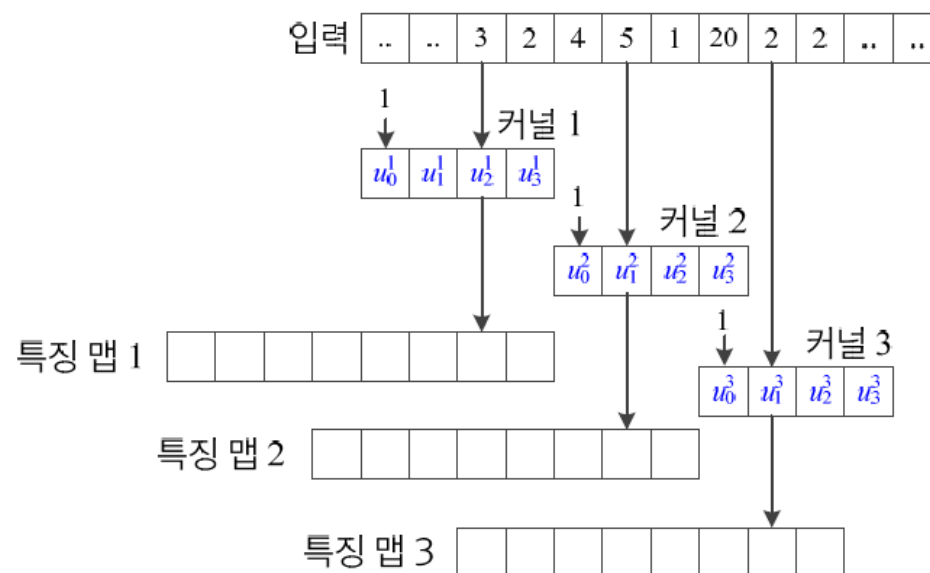 입력 .. .. 3 2 4 5 1 20 2 2 .. ..
1
커널 1
u₀¹ u₁¹ u₂¹ u₃¹
1
커널 2
u₀² u₁² u₂² u₃²
1
커널 3
u₀³ u₁³ u₂³ u₃³
특징 맵 1
특징 맵 2
특징 맵 3